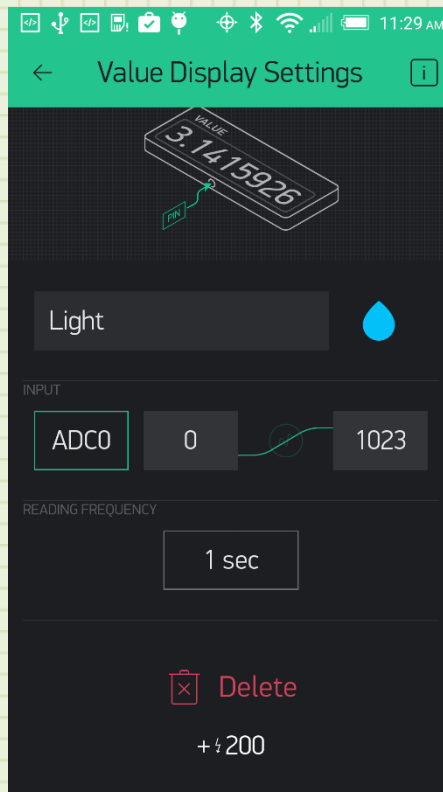 11:29 AM
← Value Display Settings i
VALUE
3.1415926
PIN
Light
INPUT
ADC0 0 1023
READING FREQUENCY
1 sec
Delete
+200